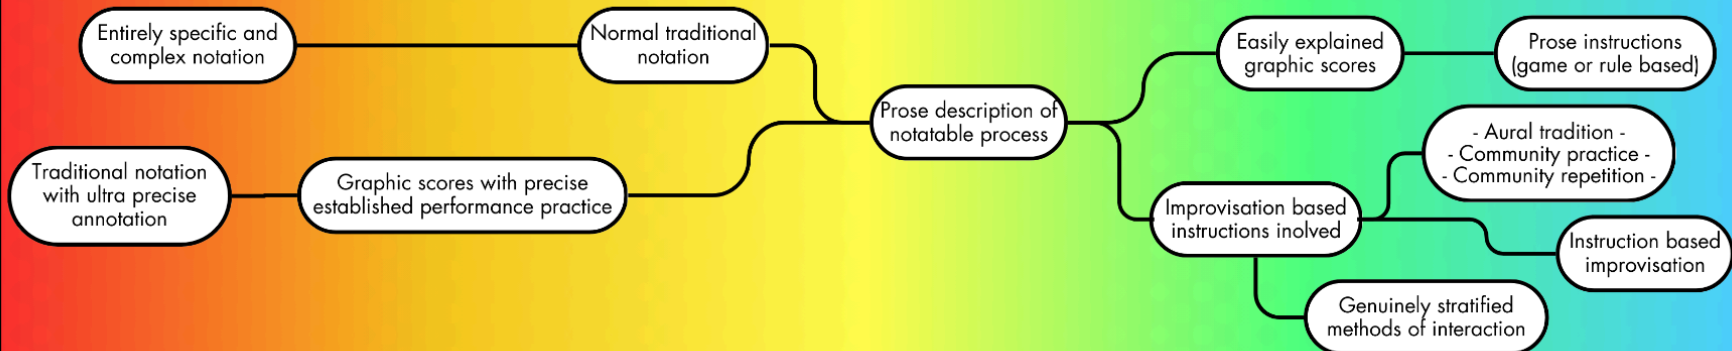 Entirely specific and
complex notation
Normal traditional
notation
Traditional notation
with ultra precise
annotation
Graphic scores with precise
established performance practice
Prose description of
notatable process
Easily explained
graphic scores
Prose instructions
(game or rule based)
- Aural tradition -
- Community practice -
- Community repetition -
Improvisation based
instructions inolved
Instruction based
improvisation
Genuinely stratified
methods of interaction